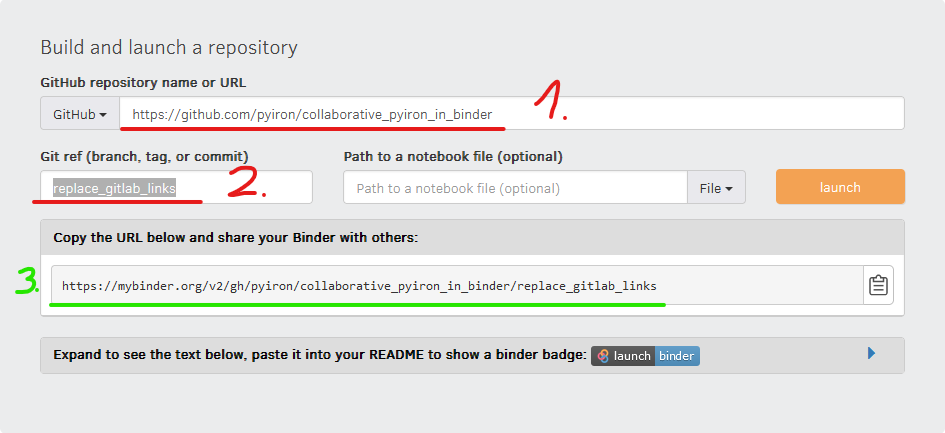 Build and launch a repository
GitHub repository name or URL
1.
GitHub https://github.com/pyiron/collaborative_pyiron_in_binder
Git ref (branch, tag, or commit) Path to a notebook file (optional)
replace_gitlab_links 2. Path to a notebook file (optional) File launch
Copy the URL below and share your Binder with others:
3. https://mybinder.org/v2/gh/pyiron/collaborative_pyiron_in_binder/replace_gitlab_links
Expand to see the text below, paste it into your README to show a binder badge: launch binder